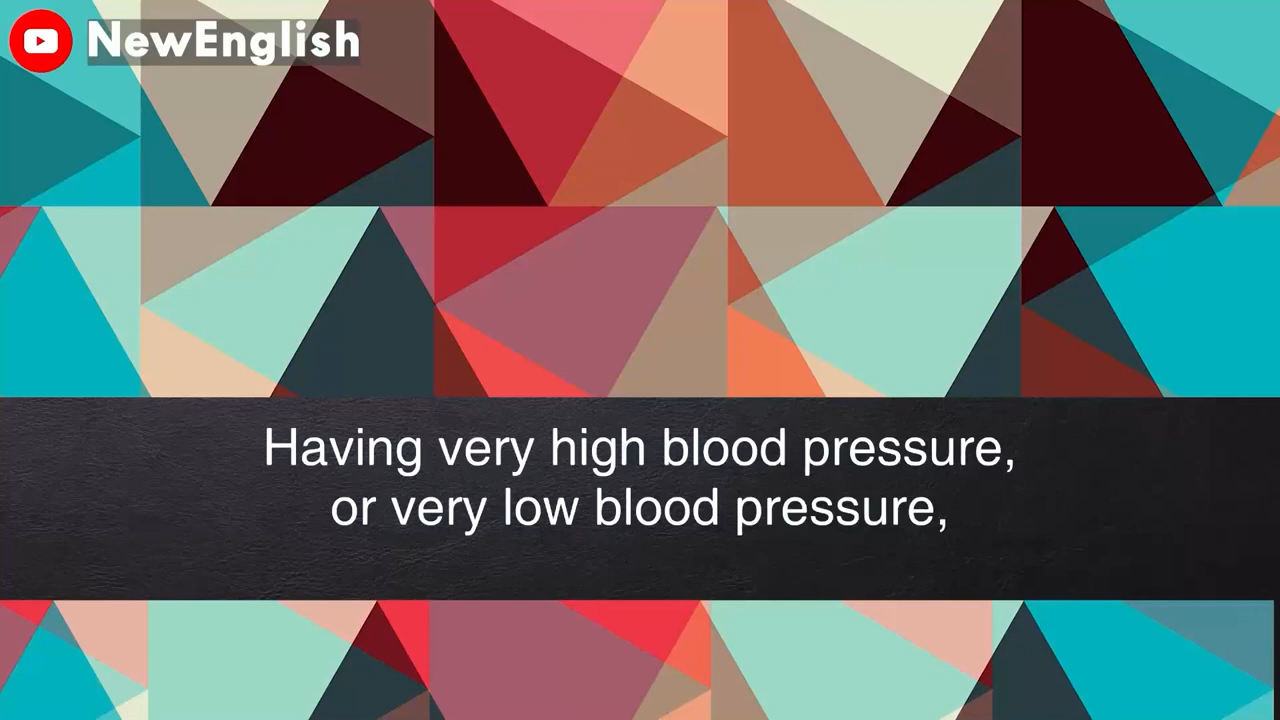 NewEnglish
Having very high blood pressure,
or very low blood pressure,